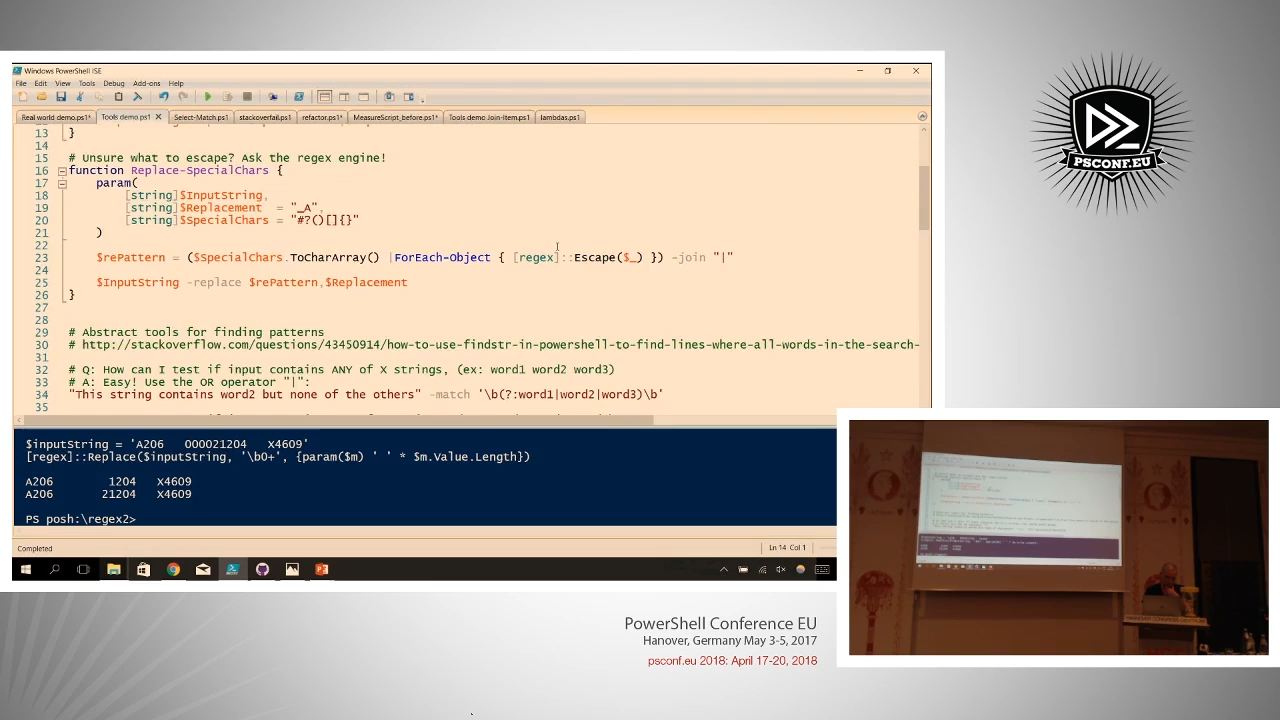 Windows PowerShell ISE
File Edit View Tools Debug Add-ons Help
Real world demo.ps1* Tools demo.ps1 Select-Match.ps1 stackoverfail.ps1 refactor.ps1* MeasureScript_before.ps1* Tools demo Join-Item.ps1 lambdas.ps1
13 }
14
15 # Unsure what to escape? Ask the regex engine!
16 function Replace-SpecialChars {
17 param(
18 [string]$InputString,
19 [string]$Replacement = "_A",
20 [string]$SpecialChars = "#?()[]{}"
21 )
22
23 $rePattern = ($SpecialChars.ToCharArray() |ForEach-Object { [regex]::Escape($_) }) -join "|"
24
25 $InputString -replace $rePattern,$Replacement
26 }
27
28
29 # Abstract tools for finding patterns
30 # http://stackoverflow.com/questions/43450914/how-to-use-findstr-in-powershell-to-find-lines-where-all-words-in-the-search-
31
32 # Q: How can I test if input contains ANY of X strings, (ex: word1 word2 word3)
33 # A: Easy! Use the OR operator "|":
34 "This string contains word2 but none of the others" -match '\b(?:word1|word2|word3)\b'
35
$inputString = 'A206 000021204 X4609'
[regex]::Replace($inputString, '\b0+', {param($m) ' ' * $m.Value.Length})
A206 1204 X4609
A206 21204 X4609
PS posh:\regex2>
Completed
Ln 14 Col 1
PSCONF.EU
PowerShell Conference EU
Hanover, Germany May 3-5, 2017
psconf.eu 2018: April 17-20, 2018